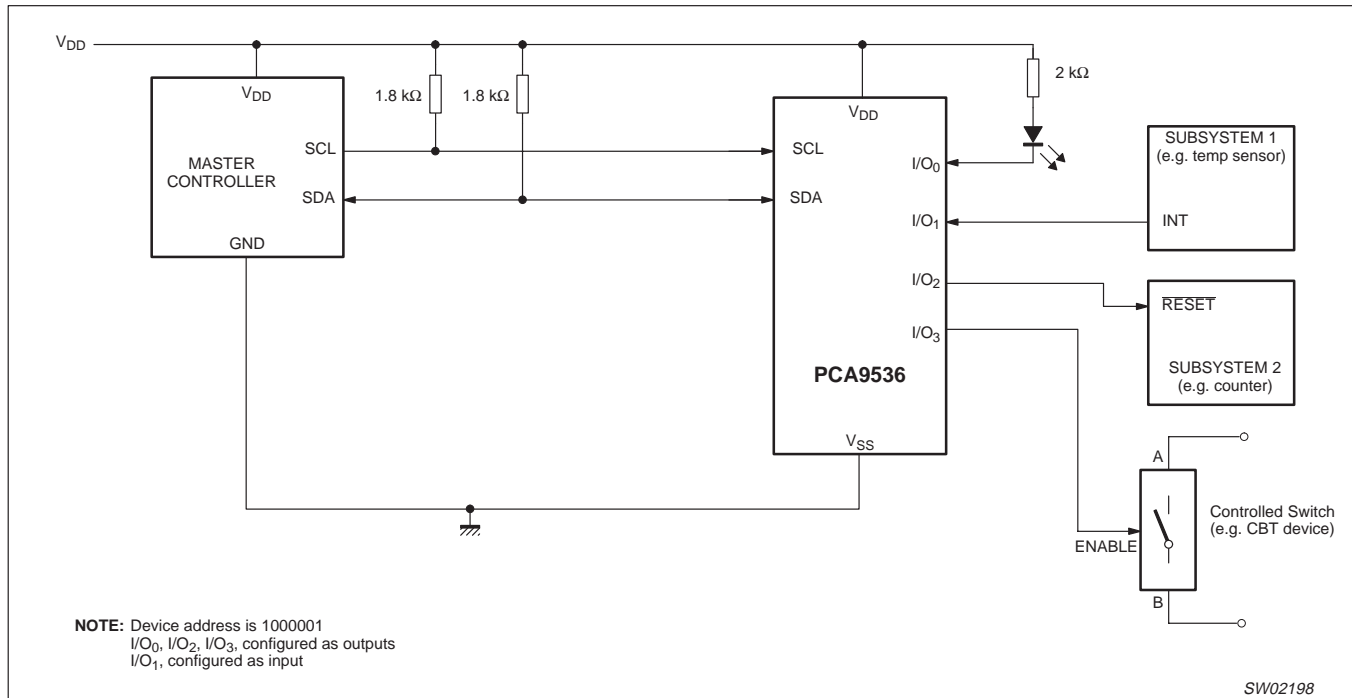 VDD
VDD
MASTER
CONTROLLER
SCL
SDA
GND
1.8 kΩ
1.8 kΩ
VDD
SCL
SDA
I/O0
I/O1
I/O2
I/O3
PCA9536
VSS
2 kΩ
SUBSYSTEM 1
(e.g. temp sensor)
INT
RESET
SUBSYSTEM 2
(e.g. counter)
A
Controlled Switch
(e.g. CBT device)
ENABLE
B
NOTE: Device address is 1000001
I/O0, I/O2, I/O3, configured as outputs
I/O1, configured as input
SW02198